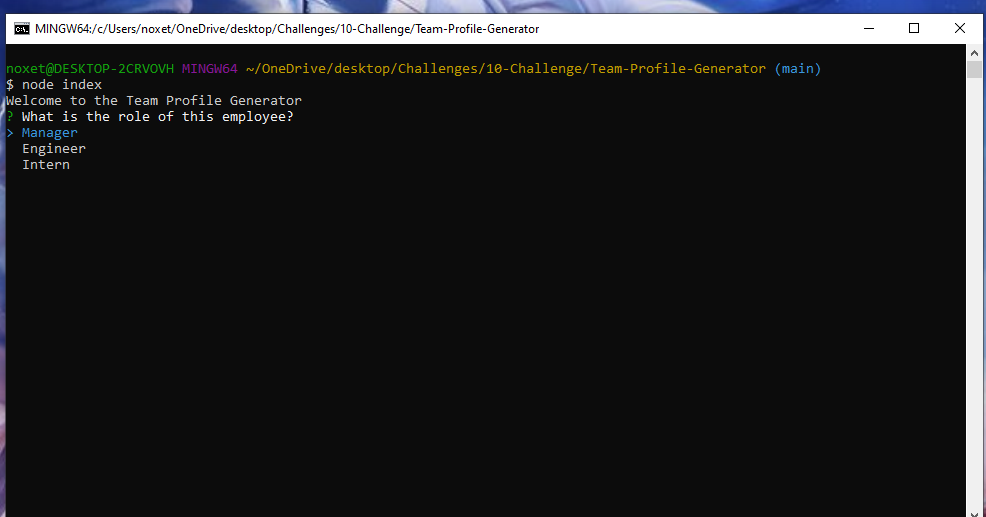 MINGW64:/c/Users/noxet/OneDrive/desktop/Challenges/10-Challenge/Team-Profile-Generator
noxet@DESKTOP-2CRVOVH MINGW64 ~/OneDrive/desktop/Challenges/10-Challenge/Team-Profile-Generator (main)
$ node index
Welcome to the Team Profile Generator
? What is the role of this employee?
> Manager
Engineer
Intern